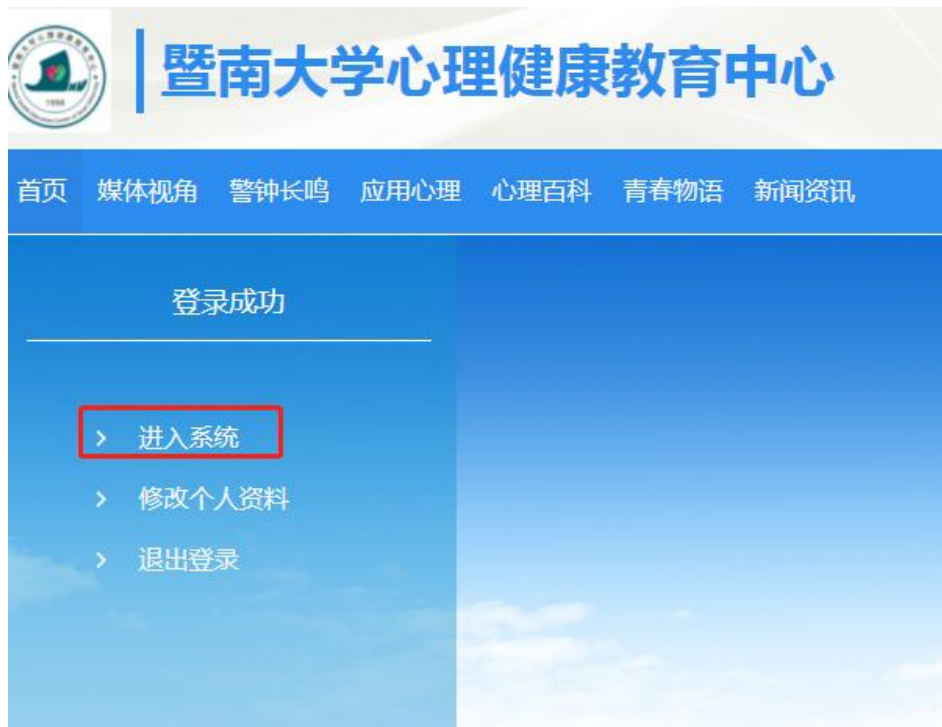 暨南大学心理健康教育中心
首页 媒体视角 警钟长鸣 应用心理 心理百科 青春物语 新闻资讯
登录成功
> 进入系统
> 修改个人资料
> 退出登录